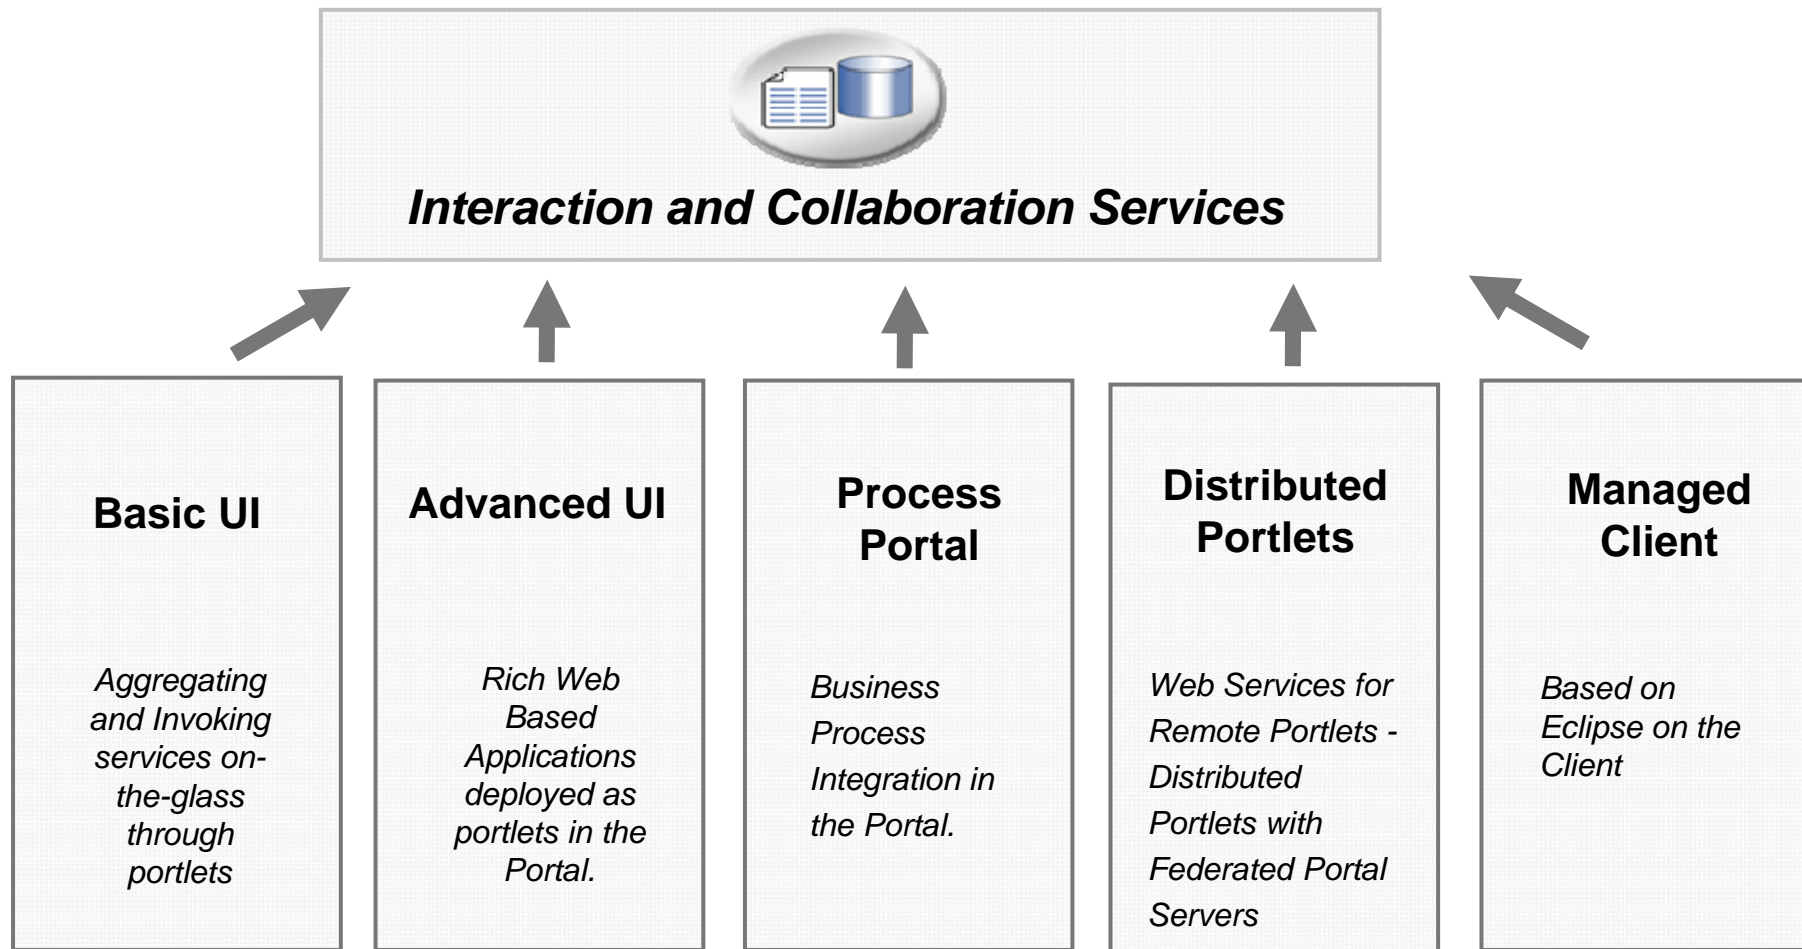 Interaction and Collaboration Services
Basic UI
Aggregating
and Invoking
services on-
the-glass
through
portlets
Advanced UI
Rich Web
Based
Applications
deployed as
portlets in the
Portal.
Process
Portal
Business
Process
Integration in
the Portal.
Distributed
Portlets
Web Services for
Remote Portlets -
Distributed
Portlets with
Federated Portal
Servers
Managed
Client
Based on
Eclipse on the
Client